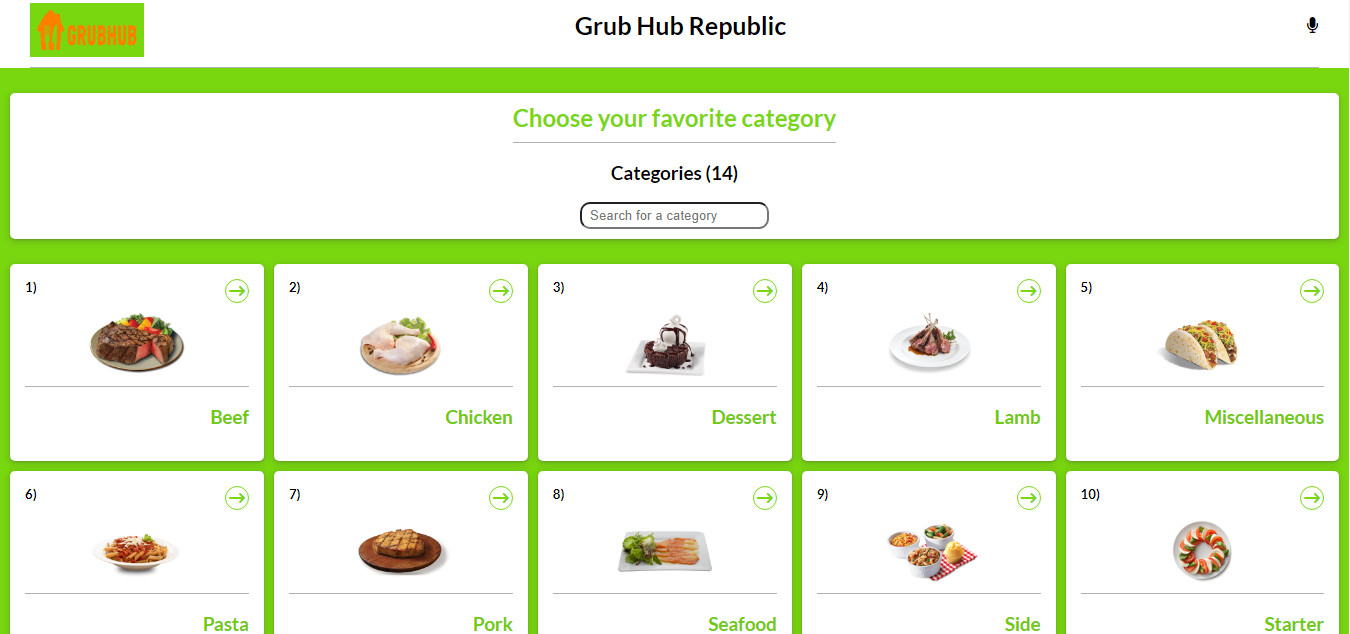 GRUBHUB
Grub Hub Republic
Choose your favorite category
Categories (14)
Search for a category
1)
Beef
2)
Chicken
3)
Dessert
4)
Lamb
5)
Miscellaneous
6)
Pasta
7)
Pork
8)
Seafood
9)
Side
10)
Starter